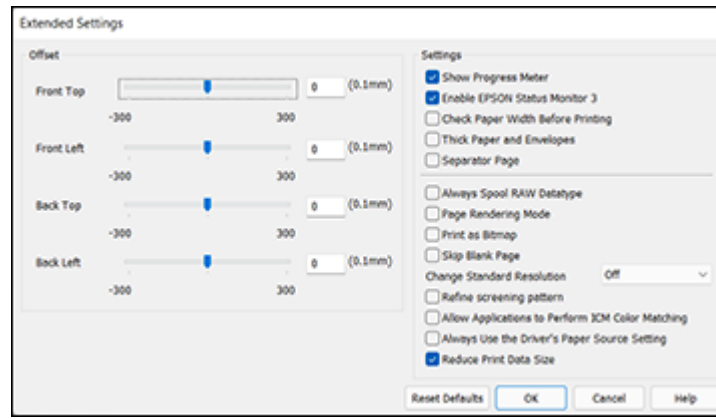 Extended Settings
Offset
Front Top 0 (0.1mm)
-300 300
Front Left 0 (0.1mm)
-300 300
Back Top 0 (0.1mm)
-300 300
Back Left 0 (0.1mm)
-300 300
Settings
Show Progress Meter
Enable EPSON Status Monitor 3
Check Paper Width Before Printing
Thick Paper and Envelopes
Separator Page
Always Spool RAW Datatype
Page Rendering Mode
Print as Bitmap
Skip Blank Page
Change Standard Resolution Off
Refine screening pattern
Allow Applications to Perform ICM Color Matching
Always Use the Driver's Paper Source Setting
Reduce Print Data Size
Reset Defaults OK Cancel Help